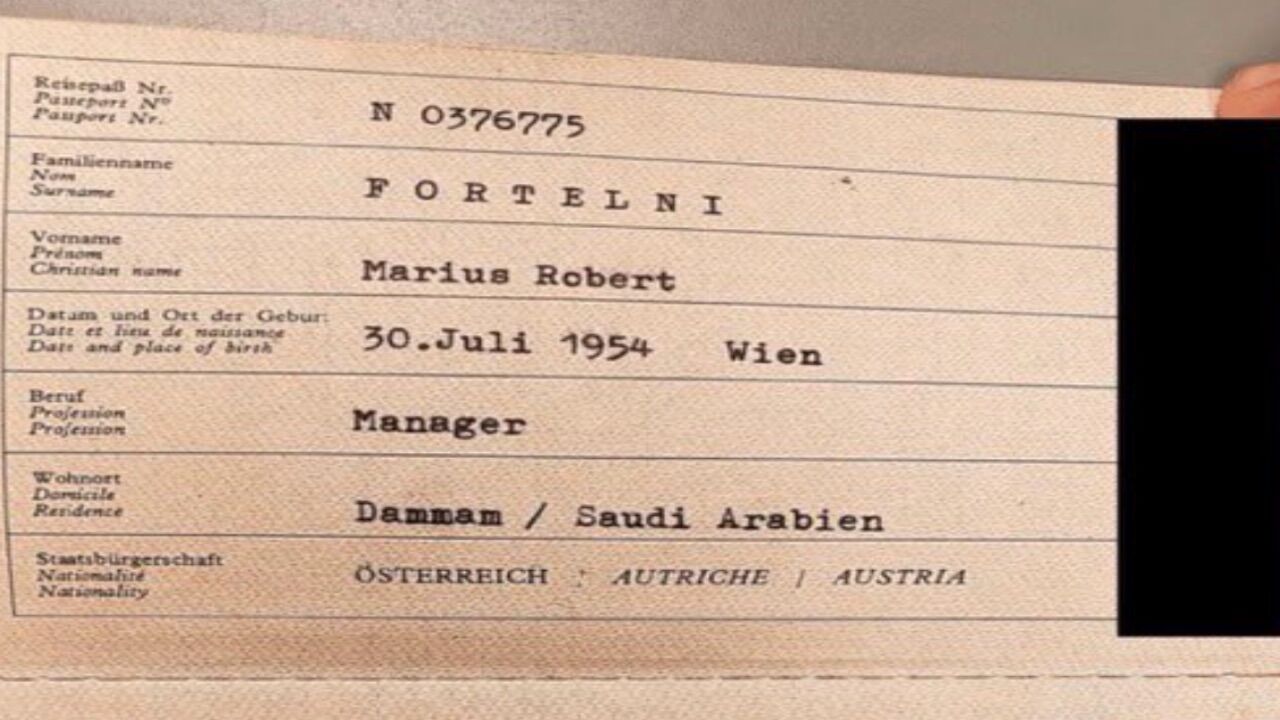 Reisepaß Nr.
Passeport Nº
Passport Nr.
N 0376775
Familienname
Nom
Surname
FORTELNI
Vorname
Prénom
Christian name
Marius Robert
Datum und Ort der Geburt
Date et lieu de naissance
Date and place of birth
30.Juli 1954 Wien
Beruf
Profession
Profession
Manager
Wohnort
Domicile
Residence
Dammam / Saudi Arabien
Staatsbürgerschaft
Nationalité
Nationality
ÖSTERREICH / AUTRICHE / AUSTRIA